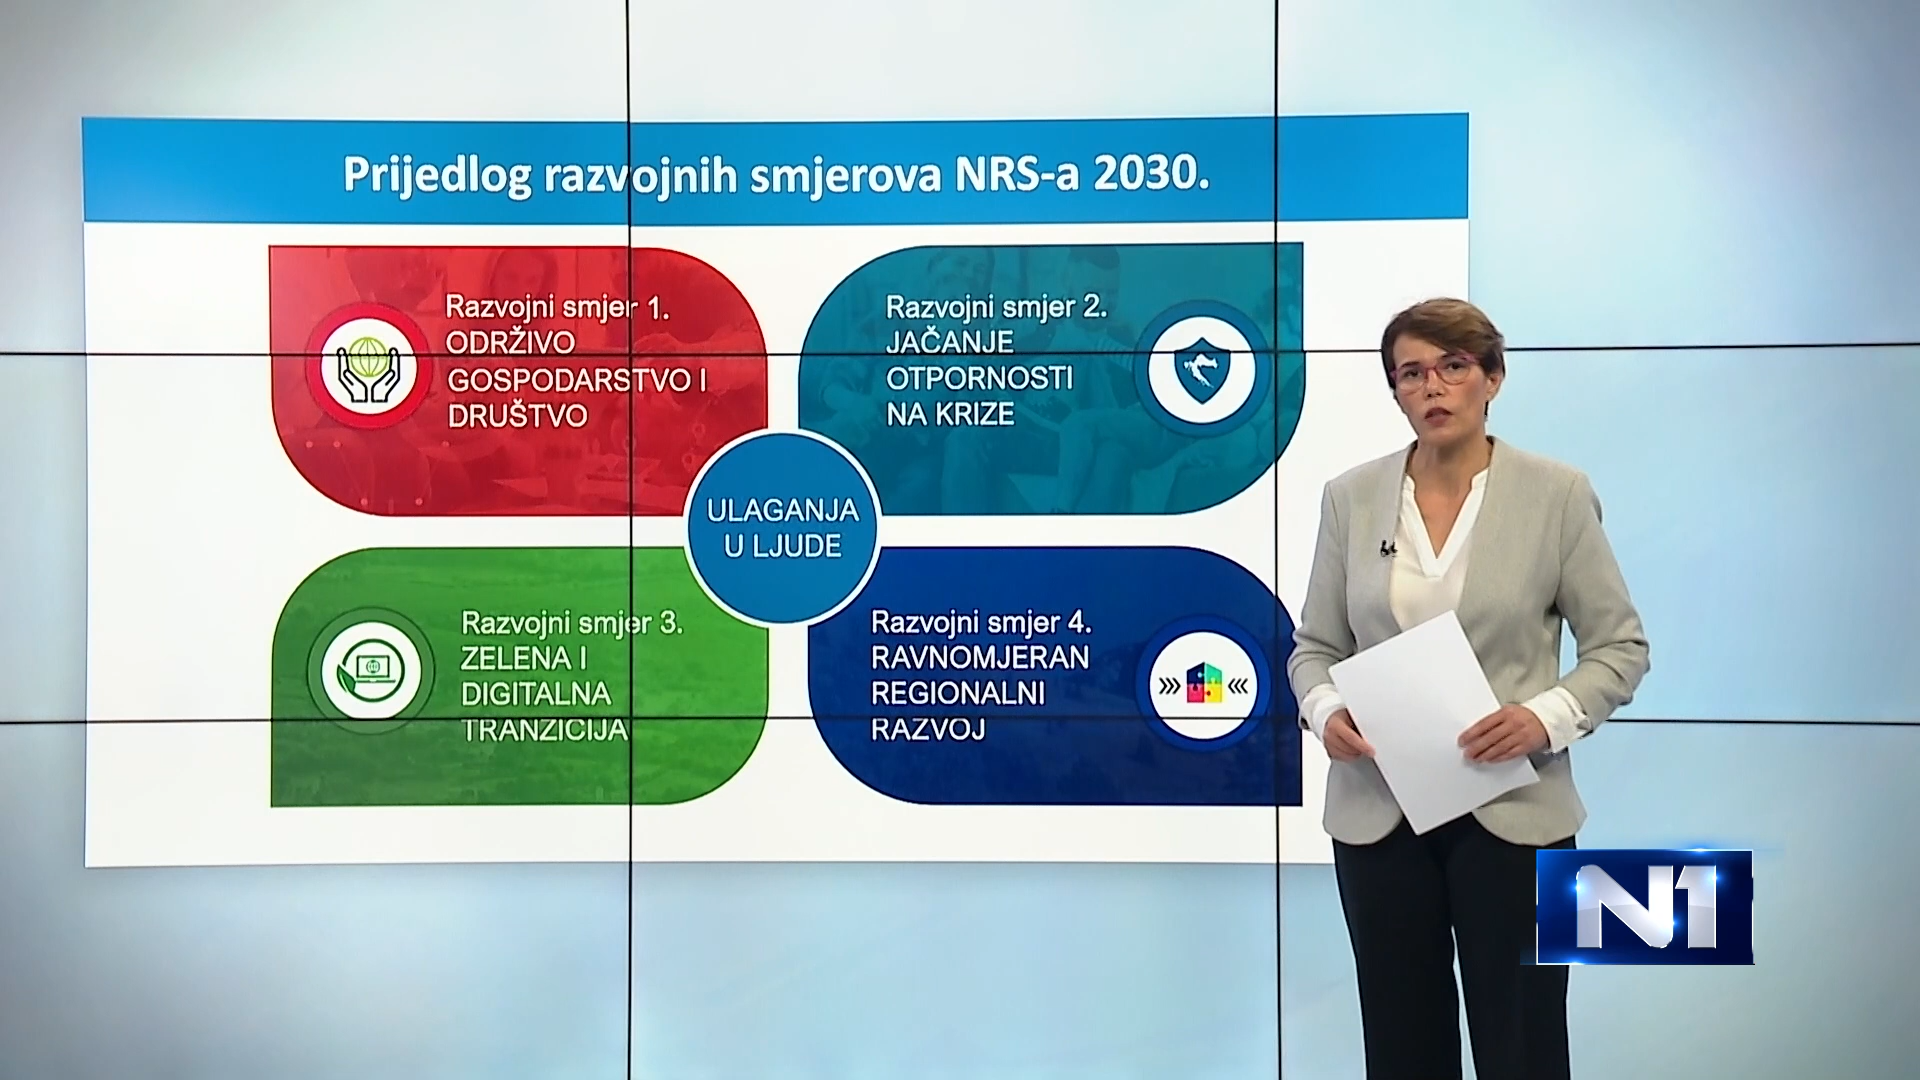 Prijedlog razvojnih smjerova NRS-a 2030.
Razvojni smjer 1.
ODRŽIVO
GOSPODARSTVO I
DRUŠTVO
Razvojni smjer 2.
JAČANJE
OTPORNOSTI
NA KRIZE
ULAGANJA
U LJUDE
Razvojni smjer 3.
ZELENA I
DIGITALNA
TRANZICIJA
Razvojni smjer 4.
RAVNOMJERAN
REGIONALNI
RAZVOJ
N1